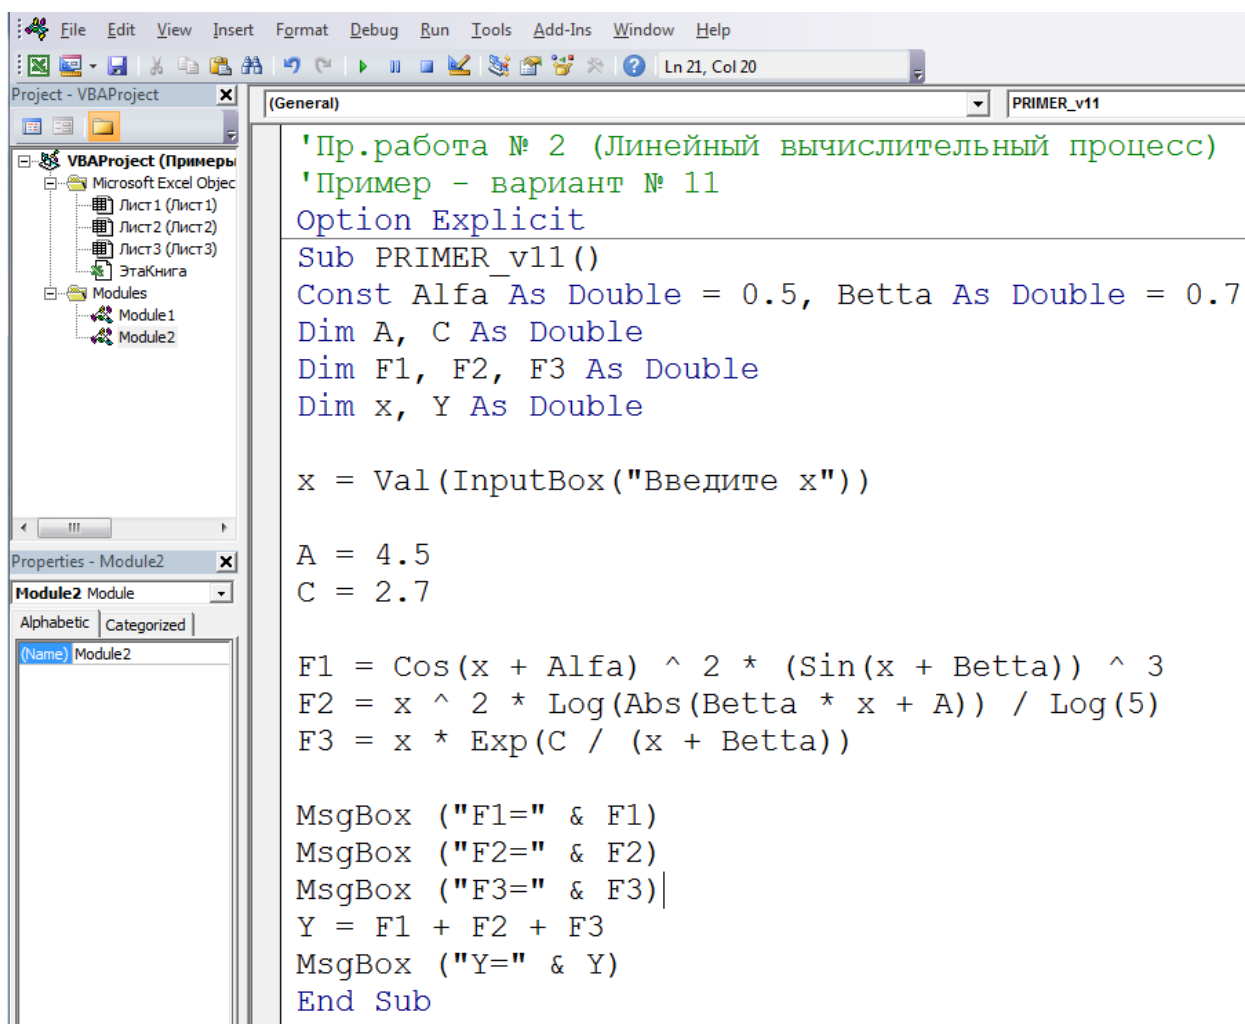 File Edit View Insert Format Debug Run Tools Add-Ins Window Help
Ln 21, Col 20
Project - VBAProject
VBAProject (Примеры
Microsoft Excel Objec
Лист1 (Лист1)
Лист2 (Лист2)
Лист3 (Лист3)
ЭтаКнига
Modules
Module1
Module2
Properties - Module2
Module2 Module
Alphabetic Categorized
(Name) Module2
(General) PRIMER_v11
'Пр.работа № 2 (Линейный вычислительный процесс)
'Пример - вариант № 11
Option Explicit
Sub PRIMER_v11()
Const Alfa As Double = 0.5, Betta As Double = 0.7
Dim A, C As Double
Dim F1, F2, F3 As Double
Dim x, Y As Double
x = Val(InputBox("Введите x"))
A = 4.5
C = 2.7
F1 = Cos(x + Alfa) ^ 2 * (Sin(x + Betta)) ^ 3
F2 = x ^ 2 * Log(Abs(Betta * x + A)) / Log(5)
F3 = x * Exp(C / (x + Betta))
MsgBox ("F1=" & F1)
MsgBox ("F2=" & F2)
MsgBox ("F3=" & F3)
Y = F1 + F2 + F3
MsgBox ("Y=" & Y)
End Sub